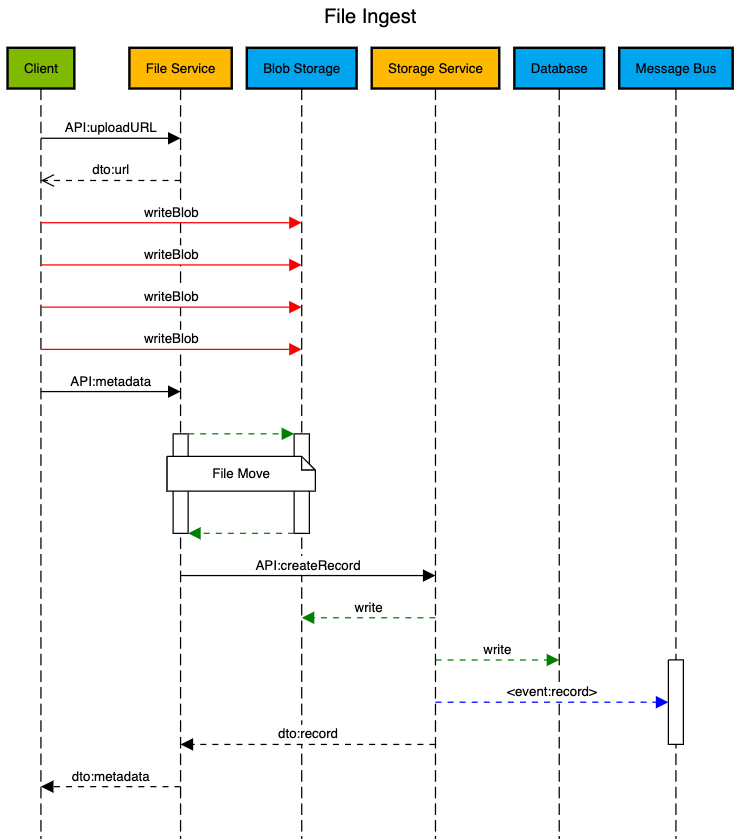 File Ingest
Client
File Service
Blob Storage
Storage Service
Database
Message Bus
API:uploadURL
dto:url
writeBlob
writeBlob
writeBlob
writeBlob
API:metadata
File Move
API:createRecord
write
write
<event:record>
dto:record
dto:metadata